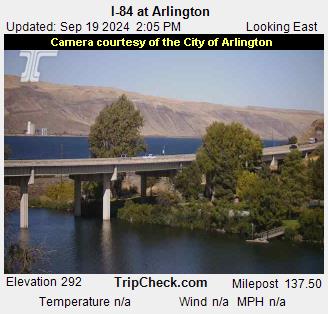 I-84 at Arlington
Updated: Sep 19 2024 2:05 PM Looking East
Camera courtesy of the City of Arlington
Elevation 292 TripCheck.com Milepost 137.50
Temperature n/a Wind n/a MPH n/a